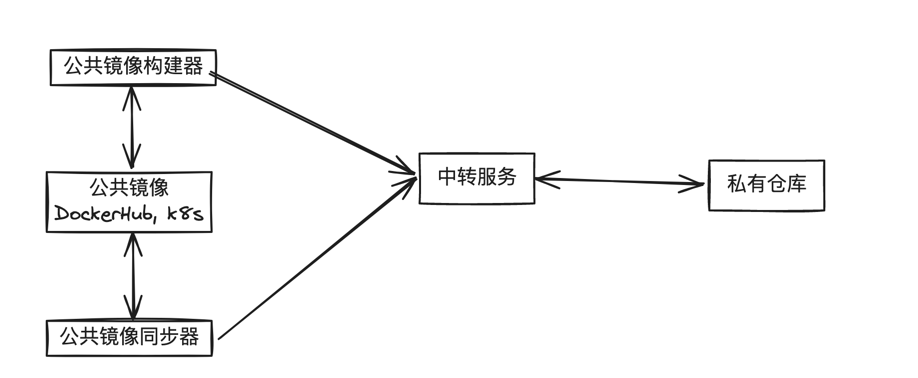 公共镜像构建器
公共镜像
DockerHub, k8s
公共镜像同步器
中转服务
私有仓库